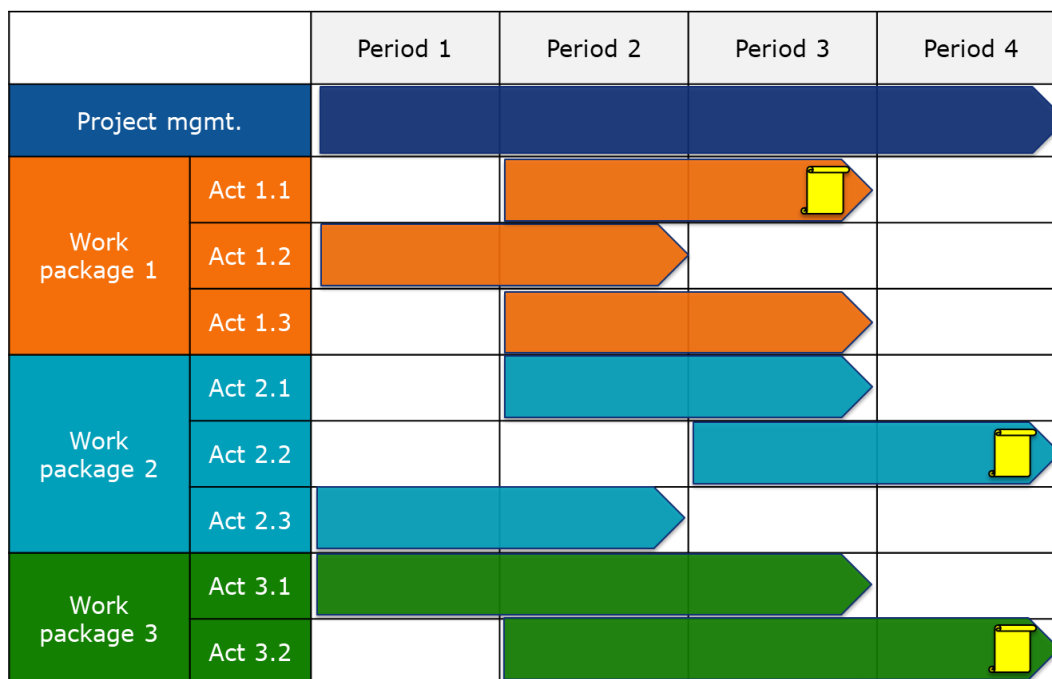 Period 1
Period 2
Period 3
Period 4
Project mgmt.
Work
package 1
Act 1.1
Act 1.2
Act 1.3
Work
package 2
Act 2.1
Act 2.2
Act 2.3
Work
package 3
Act 3.1
Act 3.2